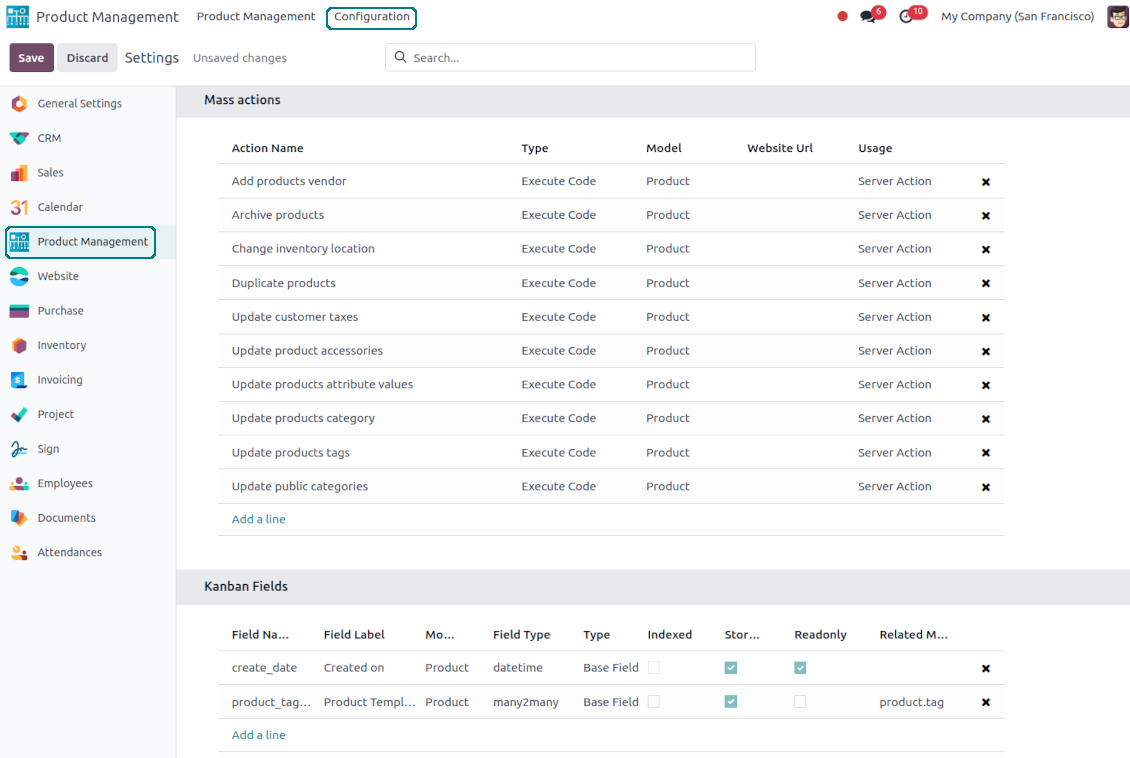 Product Management Product Management Configuration 6 10 My Company (San Francisco)
Save Discard Settings Unsaved changes Search...
General Settings
CRM
Sales
31 Calendar
Product Management
Website
Purchase
Inventory
Invoicing
Project
Sign
Employees
Documents
Attendances
Mass actions
Action Name Type Model Website Url Usage
Add products vendor Execute Code Product Server Action
Archive products Execute Code Product Server Action
Change inventory location Execute Code Product Server Action
Duplicate products Execute Code Product Server Action
Update customer taxes Execute Code Product Server Action
Update product accessories Execute Code Product Server Action
Update products attribute values Execute Code Product Server Action
Update products category Execute Code Product Server Action
Update products tags Execute Code Product Server Action
Update public categories Execute Code Product Server Action
Add a line
Kanban Fields
Field Na... Field Label Mo... Field Type Type Indexed Stor... Readonly Related M...
create_date Created on Product datetime Base Field
product_tag... Product Templ... Product many2many Base Field product.tag
Add a line